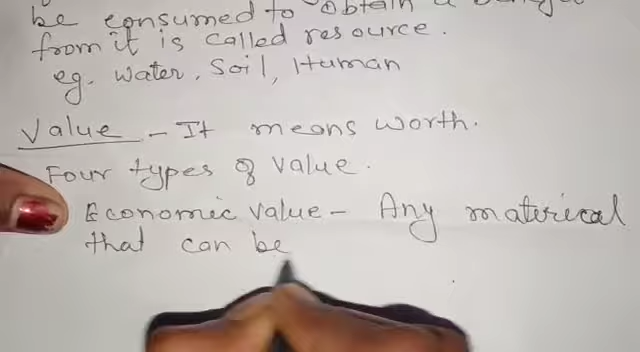 be consumed to obtain a
from it is called resource.
eg. Water, Soil, Human
Value - It means worth.
Four types of value.
Economic value - Any material
that can be